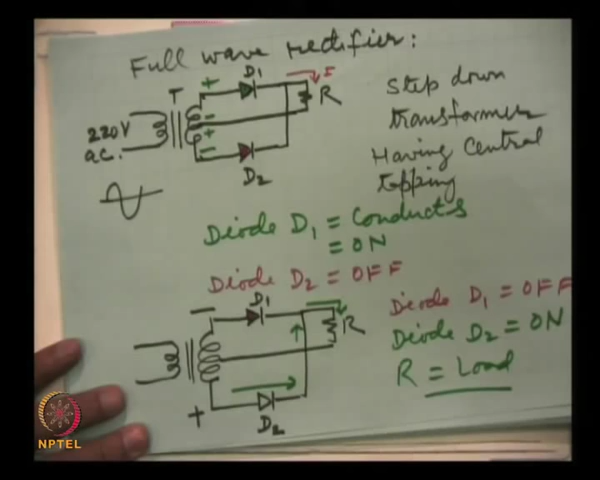 Full wave rectifier:
D1
+
I
T
R
-
220V
+
a.c.
-
D2
Step down
transformer
Having Central
tapping
Diode D1 = Conducts
= ON
Diode D2 = OFF
-
D1
R
+
D2
Diode D1 = OFF
Diode D2 = ON
R = Load
NPTEL